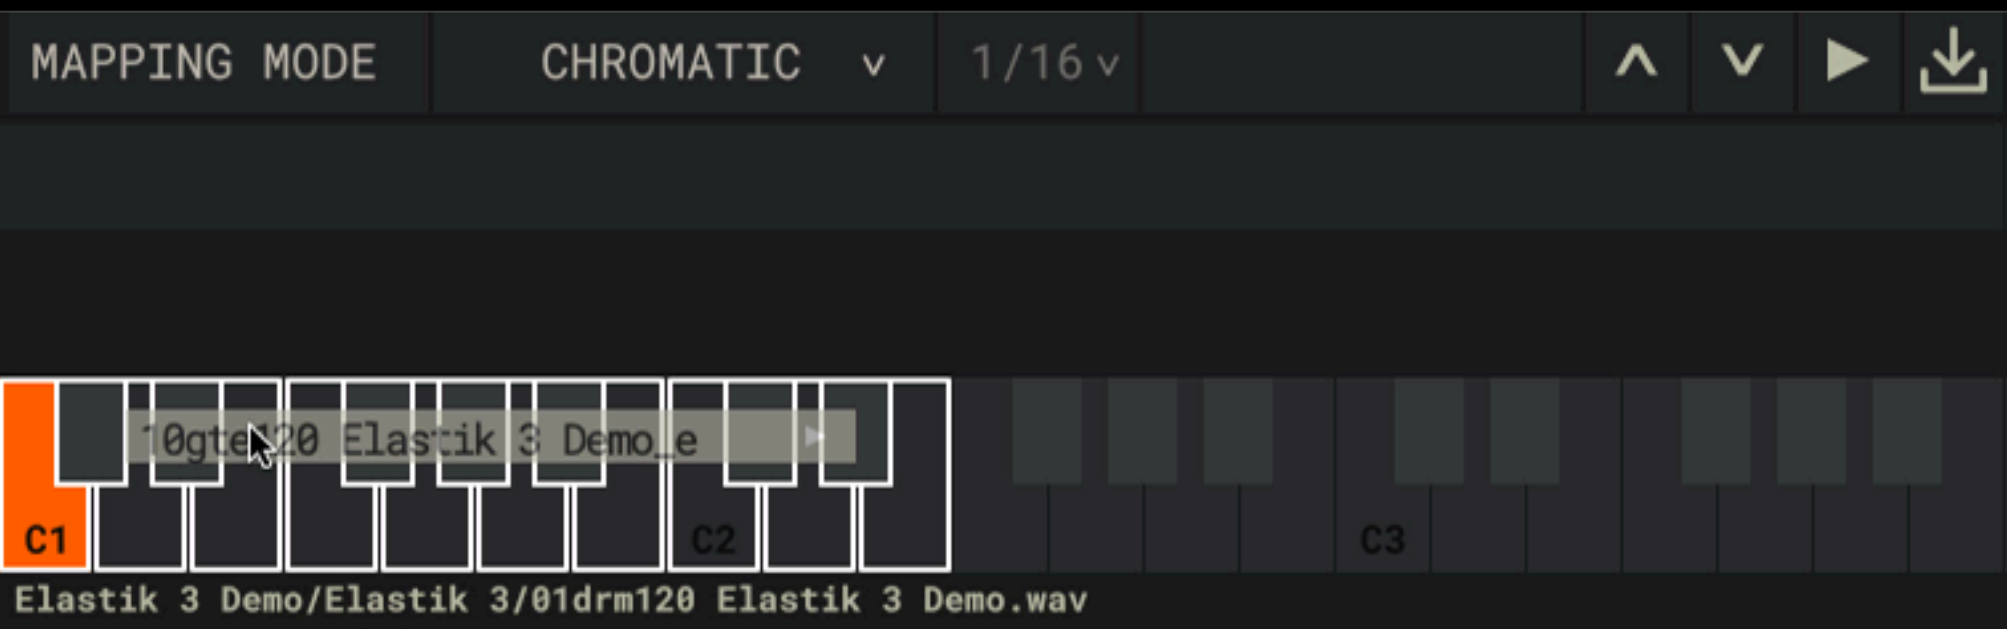 MAPPING MODE CHROMATIC 1/16
10gte120 Elastik 3 Demo_e
C1 C2 C3
Elastik 3 Demo/Elastik 3/01drm120 Elastik 3 Demo.wav